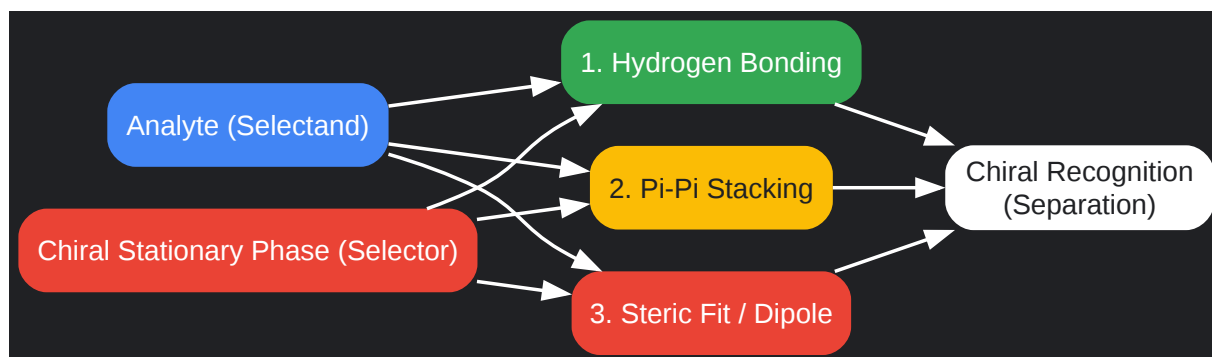 Analyte (Selectand)
Chiral Stationary Phase (Selector)
1. Hydrogen Bonding
2. Pi-Pi Stacking
3. Steric Fit / Dipole
Chiral Recognition
(Separation)